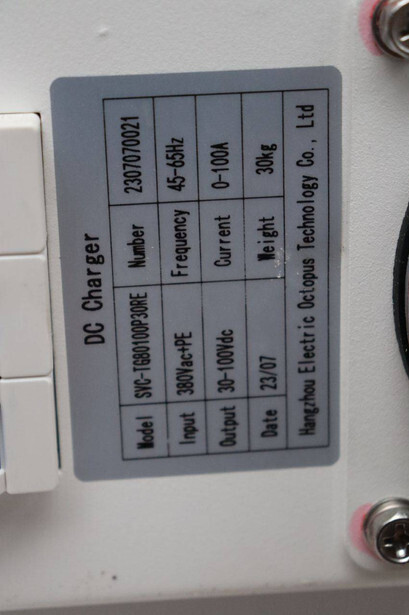 DC Charger
Model SVC-TG80100P30RE Number 2307070021
Input 380Vac+PE Frequency 45-65Hz
Output 30-100Vdc Current 0-100A
Date 23/07 Weight 30kg
Hangzhou Electric Octopus Technology Co., Ltd